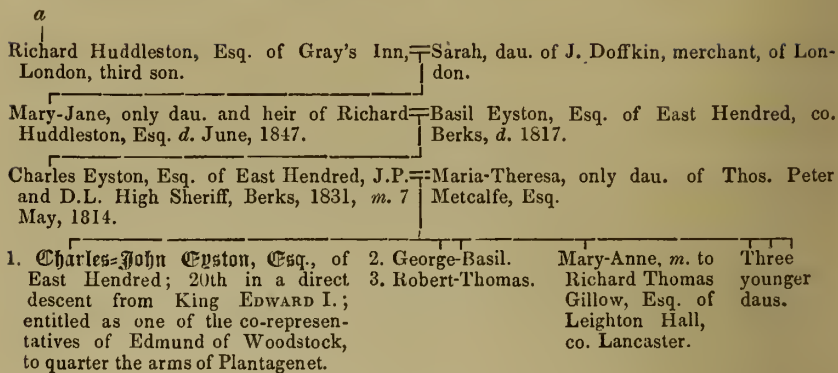 a
Richard Huddleston, Esq. of Gray's Inn,
London, third son.
Sarah, dau. of J. Doffkin, merchant, of Lon-
don.
Mary-Jane, only dau. and heir of Richard
Huddleston, Esq. d. June, 1847.
Basil Eyston, Esq. of East Hendred, co.
Berks, d. 1817.
Charles Eyston, Esq. of East Hendred, J.P.
and D.L. High Sheriff, Berks, 1831, m. 7
May, 1814.
Maria-Theresa, only dau. of Thos. Peter
Metcalfe, Esq.
1. Charles-John Eyston, Esq., of
East Hendred; 20th in a direct
descent from King EDWARD I.;
entitled as one of the co-represen-
tatives of Edmund of Woodstock,
to quarter the arms of Plantagenet.
2. George-Basil.
3. Robert-Thomas.
Mary-Anne, m. to
Richard Thomas
Gillow, Esq. of
Leighton Hall,
co. Lancaster.
Three
younger
daus.